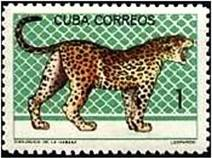 CUBA CORREOS
1
ZOOLOGICO DE LA HABANA LEOPARDO